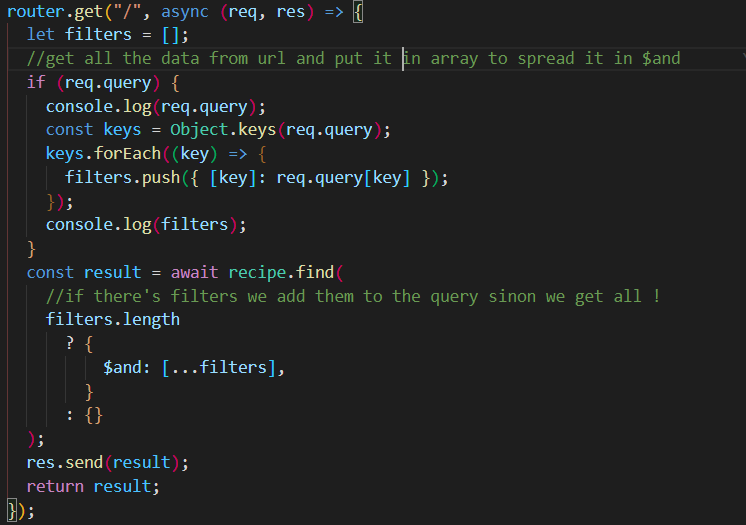 router.get("/", async (req, res) => {
let filters = [];
//get all the data from url and put it in array to spread it in $and
if (req.query) {
console.log(req.query);
const keys = Object.keys(req.query);
keys.forEach((key) => {
filters.push({ [key]: req.query[key] });
});
console.log(filters);
}
const result = await recipe.find(
//if there's filters we add them to the query sinon we get all !
filters.length
? {
$and: [...filters],
}
: {}
);
res.send(result);
return result;
});